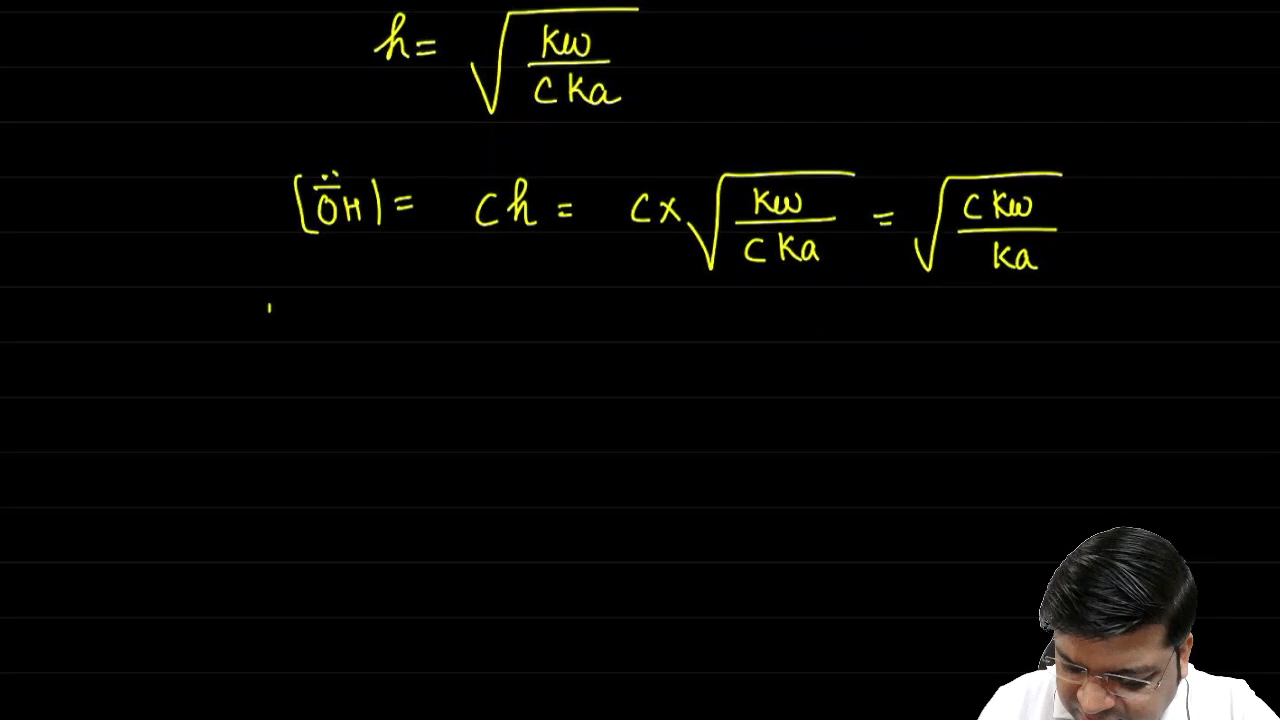 h = √(Kw / C Ka)
[ŌH] = Ch = C x √(Kw / C Ka) = √(C Kw / Ka)